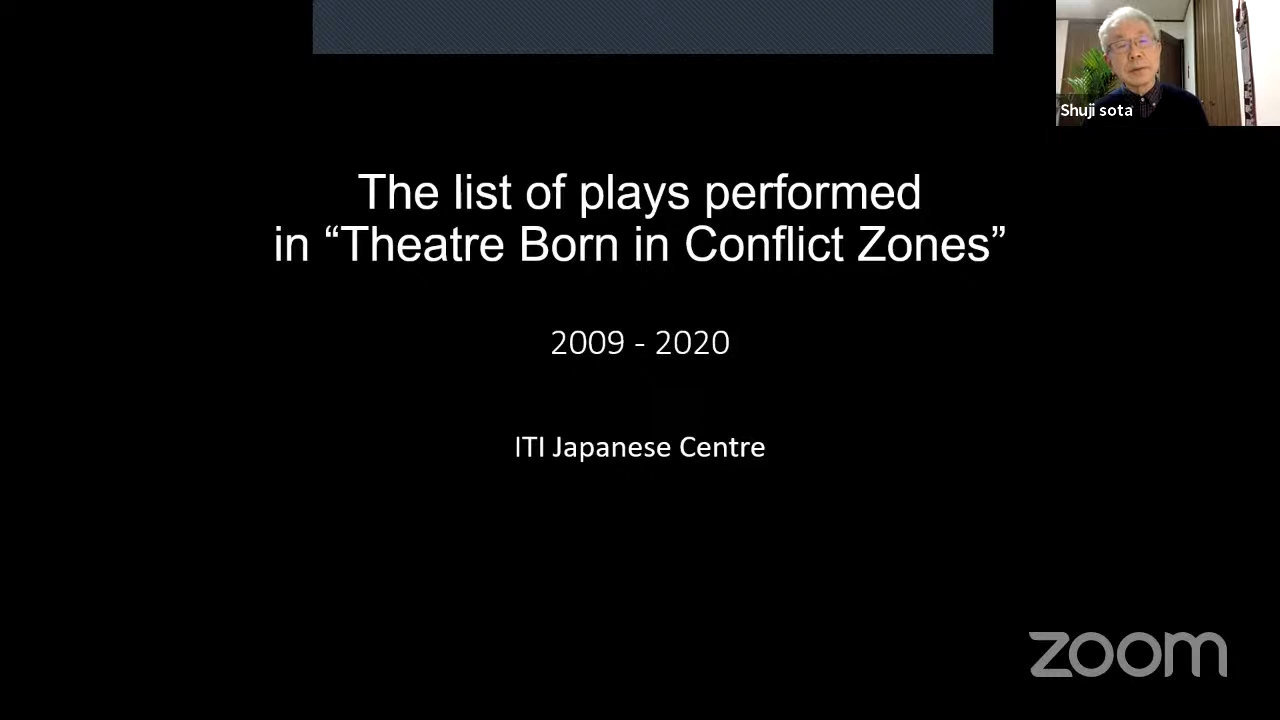 Shuji sota
The list of plays performed
in “Theatre Born in Conflict Zones”
2009 - 2020
ITI Japanese Centre
zoom